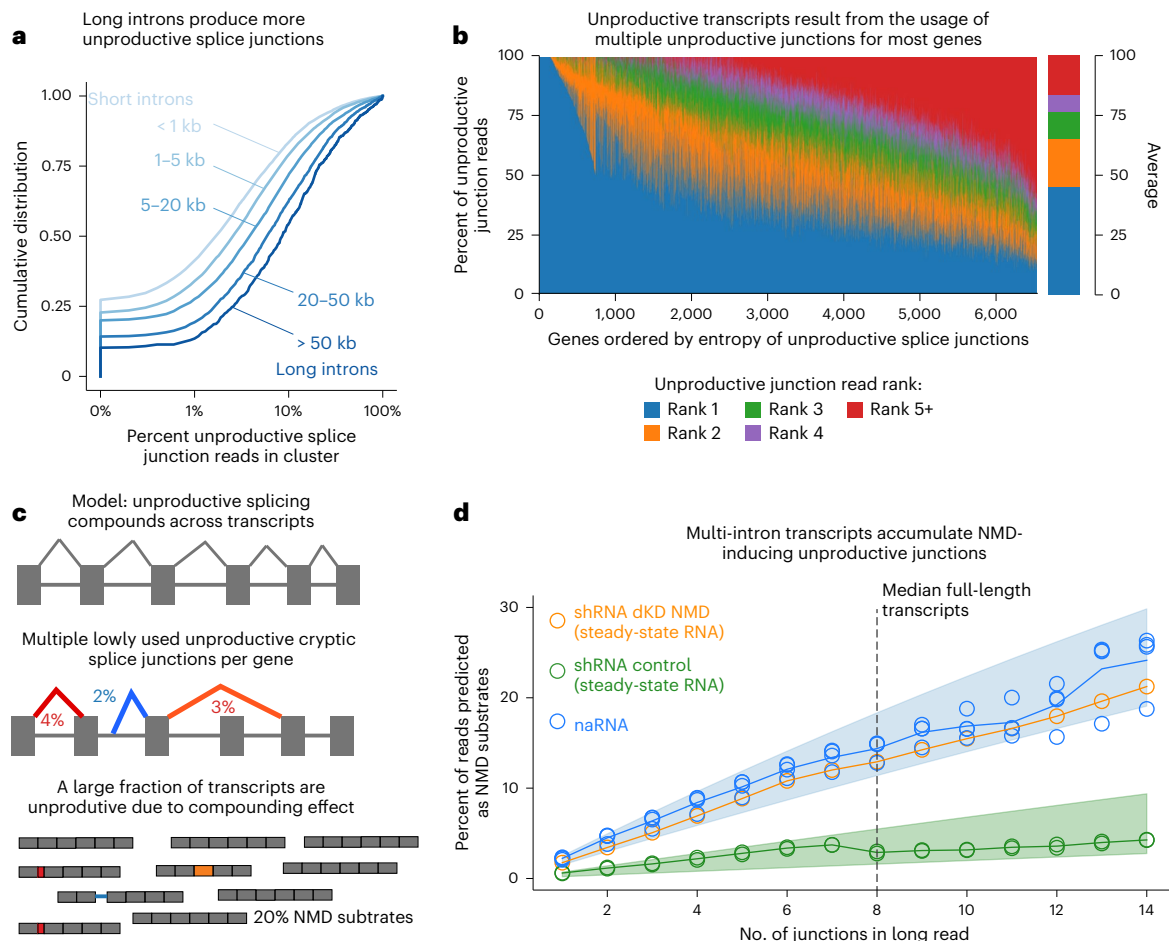 a
Long introns produce more
unproductive splice junctions
Cumulative distribution
1.00
0.75
0.50
0.25
0
Short introns
< 1 kb
1–5 kb
5–20 kb
20–50 kb
> 50 kb
Long introns
0%
1%
10%
100%
Percent unproductive splice
junction reads in cluster
b
Unproductive transcripts result from the usage of
multiple unproductive junctions for most genes
Percent of unproductive
junction reads
100
75
50
25
0
0
1,000
2,000
3,000
4,000
5,000
6,000
Genes ordered by entropy of unproductive splice junctions
100
75
50
25
0
Average
Unproductive junction read rank:
Rank 1
Rank 3
Rank 5+
Rank 2
Rank 4
c
Model: unproductive splicing
compounds across transcripts
Multiple lowly used unproductive cryptic
splice junctions per gene
4%
2%
3%
A large fraction of transcripts are
unprodutive due to compounding effect
20% NMD subtrates
d
Multi-intron transcripts accumulate NMD-
inducing unproductive junctions
Percent of reads predicted
as NMD substrates
30
20
10
0
shRNA dKD NMD
(steady-state RNA)
shRNA control
(steady-state RNA)
naRNA
Median full-length
transcripts
2
4
6
8
10
12
14
No. of junctions in long read